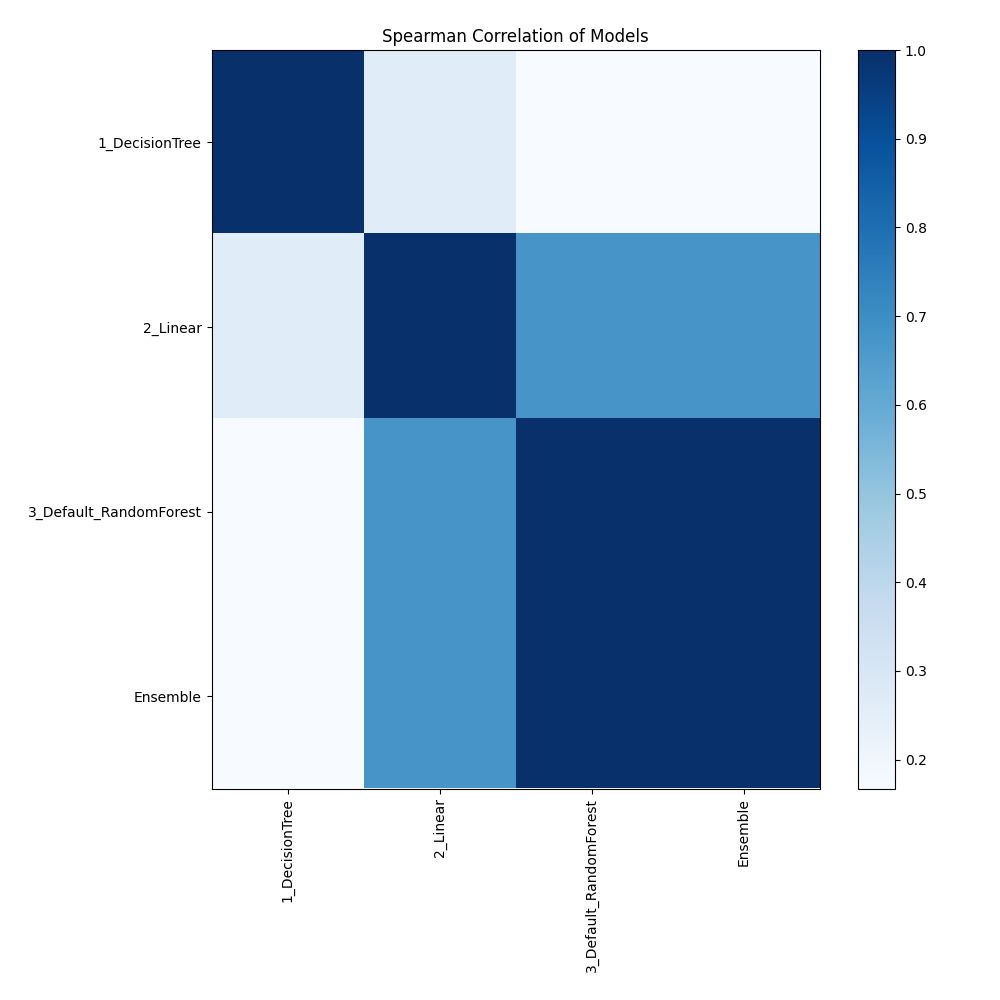 Spearman Correlation of Models
1_DecisionTree
2_Linear
3_Default_RandomForest
Ensemble
1_DecisionTree
2_Linear
3_Default_RandomForest
Ensemble
1.0
0.9
0.8
0.7
0.6
0.5
0.4
0.3
0.2